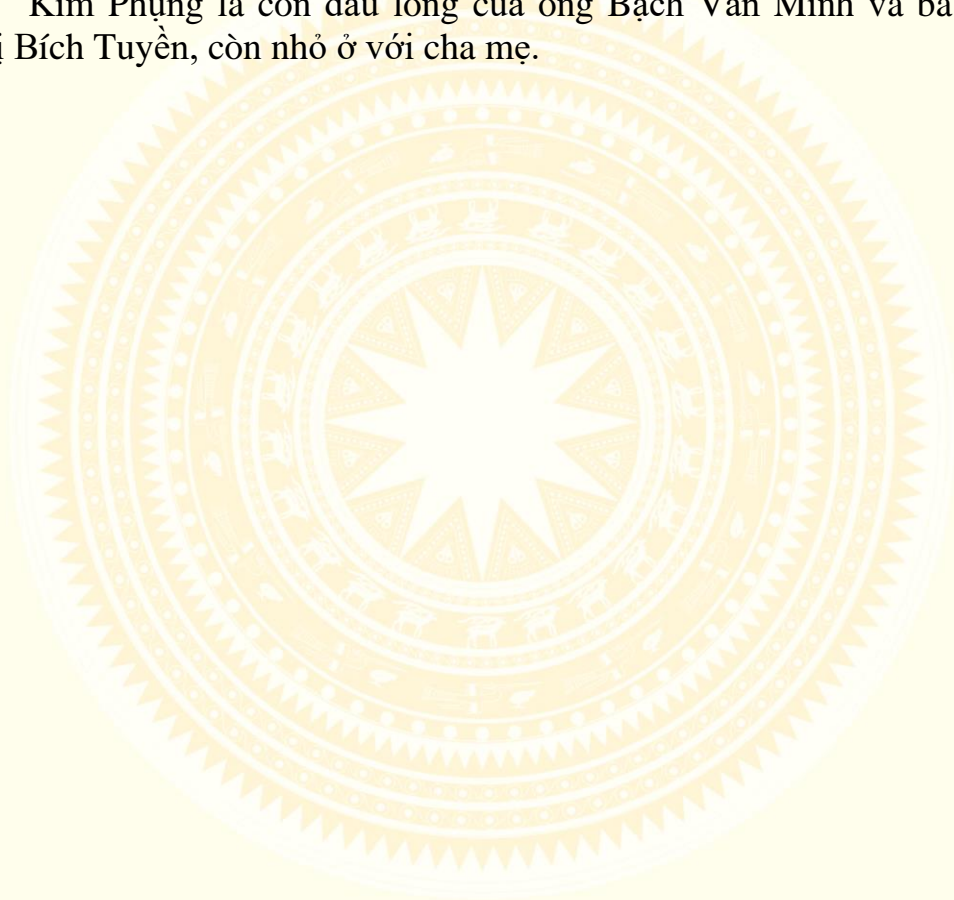 Kim Phụng là con đầu lòng của ông Bạch Văn Minh và bà
ị Bích Tuyền, còn nhỏ ở với cha mẹ.